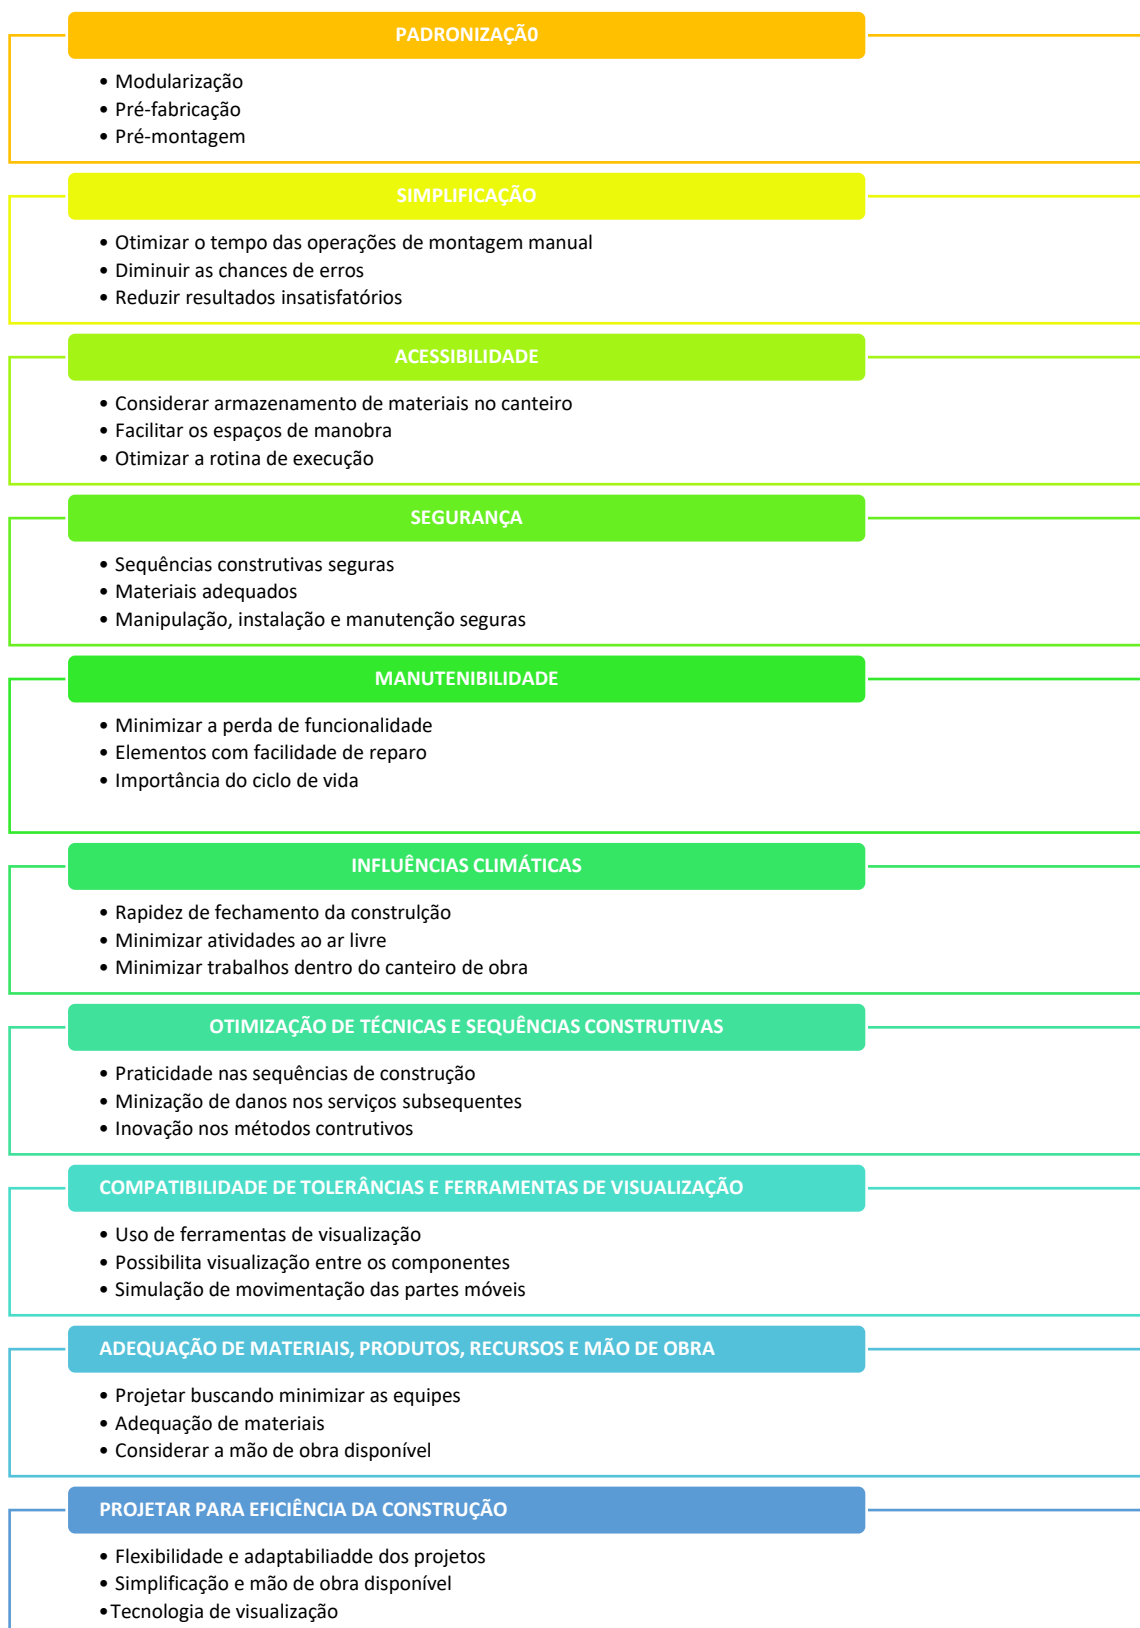 PADRONIZAÇÃ0
• Modularização
• Pré-fabricação
• Pré-montagem
SIMPLIFICAÇÃO
• Otimizar o tempo das operações de montagem manual
• Diminuir as chances de erros
• Reduzir resultados insatisfatórios
ACESSIBILIDADE
• Considerar armazenamento de materiais no canteiro
• Facilitar os espaços de manobra
• Otimizar a rotina de execução
SEGURANÇA
• Sequências construtivas seguras
• Materiais adequados
• Manipulação, instalação e manutenção seguras
MANUTENIBILIDADE
• Minimizar a perda de funcionalidade
• Elementos com facilidade de reparo
• Importância do ciclo de vida
INFLUÊNCIAS CLIMÁTICAS
• Rapidez de fechamento da construlção
• Minimizar atividades ao ar livre
• Minimizar trabalhos dentro do canteiro de obra
OTIMIZAÇÃO DE TÉCNICAS E SEQUÊNCIAS CONSTRUTIVAS
• Praticidade nas sequências de construção
• Minização de danos nos serviços subsequentes
• Inovação nos métodos contrutivos
COMPATIBILIDADE DE TOLERÂNCIAS E FERRAMENTAS DE VISUALIZAÇÃO
• Uso de ferramentas de visualização
• Possibilita visualização entre os componentes
• Simulação de movimentação das partes móveis
ADEQUAÇÃO DE MATERIAIS, PRODUTOS, RECURSOS E MÃO DE OBRA
• Projetar buscando minimizar as equipes
• Adequação de materiais
• Considerar a mão de obra disponível
PROJETAR PARA EFICIÊNCIA DA CONSTRUÇÃO
• Flexibilidade e adaptabiliadde dos projetos
• Simplificação e mão de obra disponível
•Tecnologia de visualização